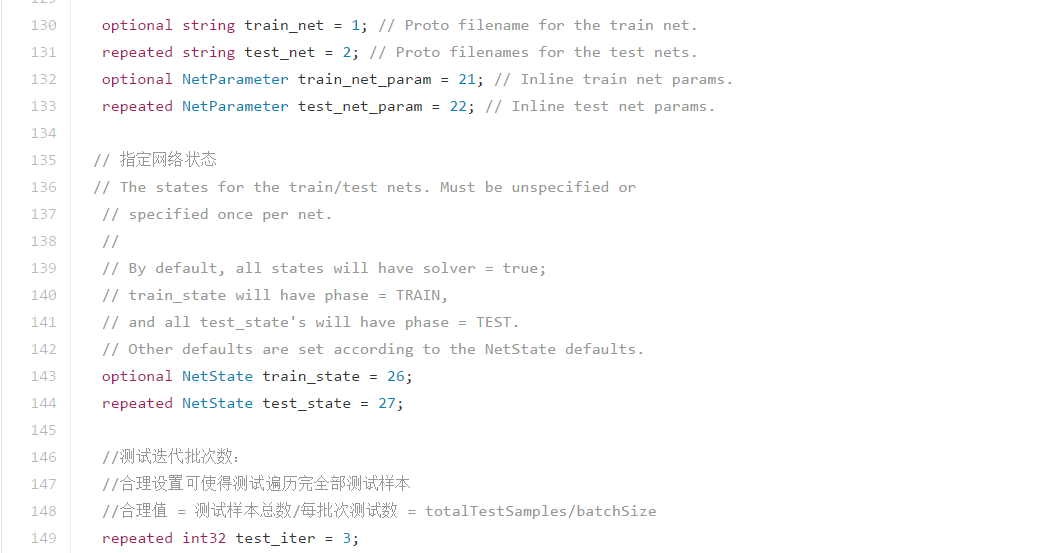 130 optional string train_net = 1; // Proto filename for the train net.
131 repeated string test_net = 2; // Proto filenames for the test nets.
132 optional NetParameter train_net_param = 21; // Inline train net params.
133 repeated NetParameter test_net_param = 22; // Inline test net params.
134
135 // 指定网络状态
136 // The states for the train/test nets. Must be unspecified or
137 // specified once per net.
138 //
139 // By default, all states will have solver = true;
140 // train_state will have phase = TRAIN,
141 // and all test_state's will have phase = TEST.
142 // Other defaults are set according to the NetState defaults.
143 optional NetState train_state = 26;
144 repeated NetState test_state = 27;
145
146 //测试迭代批次数:
147 //合理设置可使得测试遍历完全部测试样本
148 //合理值 = 测试样本总数/每批次测试数 = totalTestSamples/batchSize
149 repeated int32 test_iter = 3;